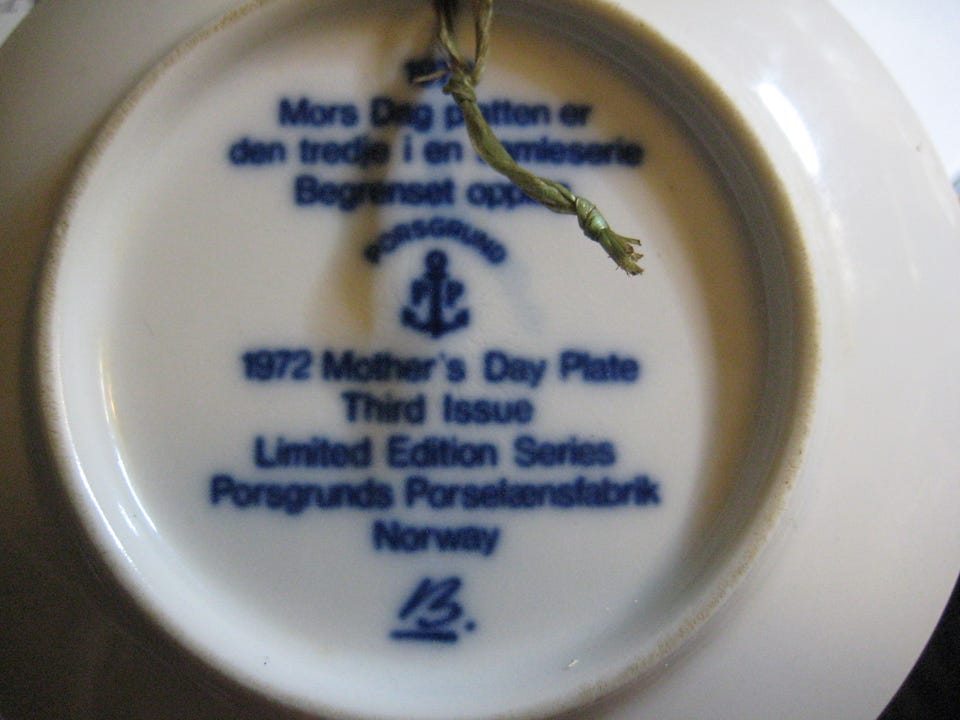 Mors Dag platten er
den tredje i en
Begrenset
PORSGRUND
P P
1972 Mother's Day Plate
Third Issue
Limited Edition Series
Porsgrunds Porselænsfabrik
Norway
B.